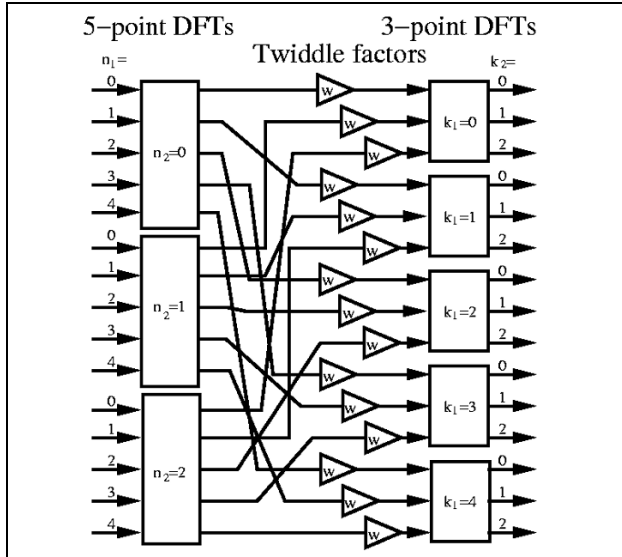 5-point DFTs 3-point DFTs
Twiddle factors
n1= k2=
0 w 0
1 w k1=0 1
2 n2=0 w 2
3 w 0
4 w k1=1 1
0 w 2
1 w 0
2 n2=1 w k1=2 1
3 w 2
4 w 0
0 w k1=3 1
1 w 2
2 n2=2 w 0
3 w k1=4 1
4 w 2